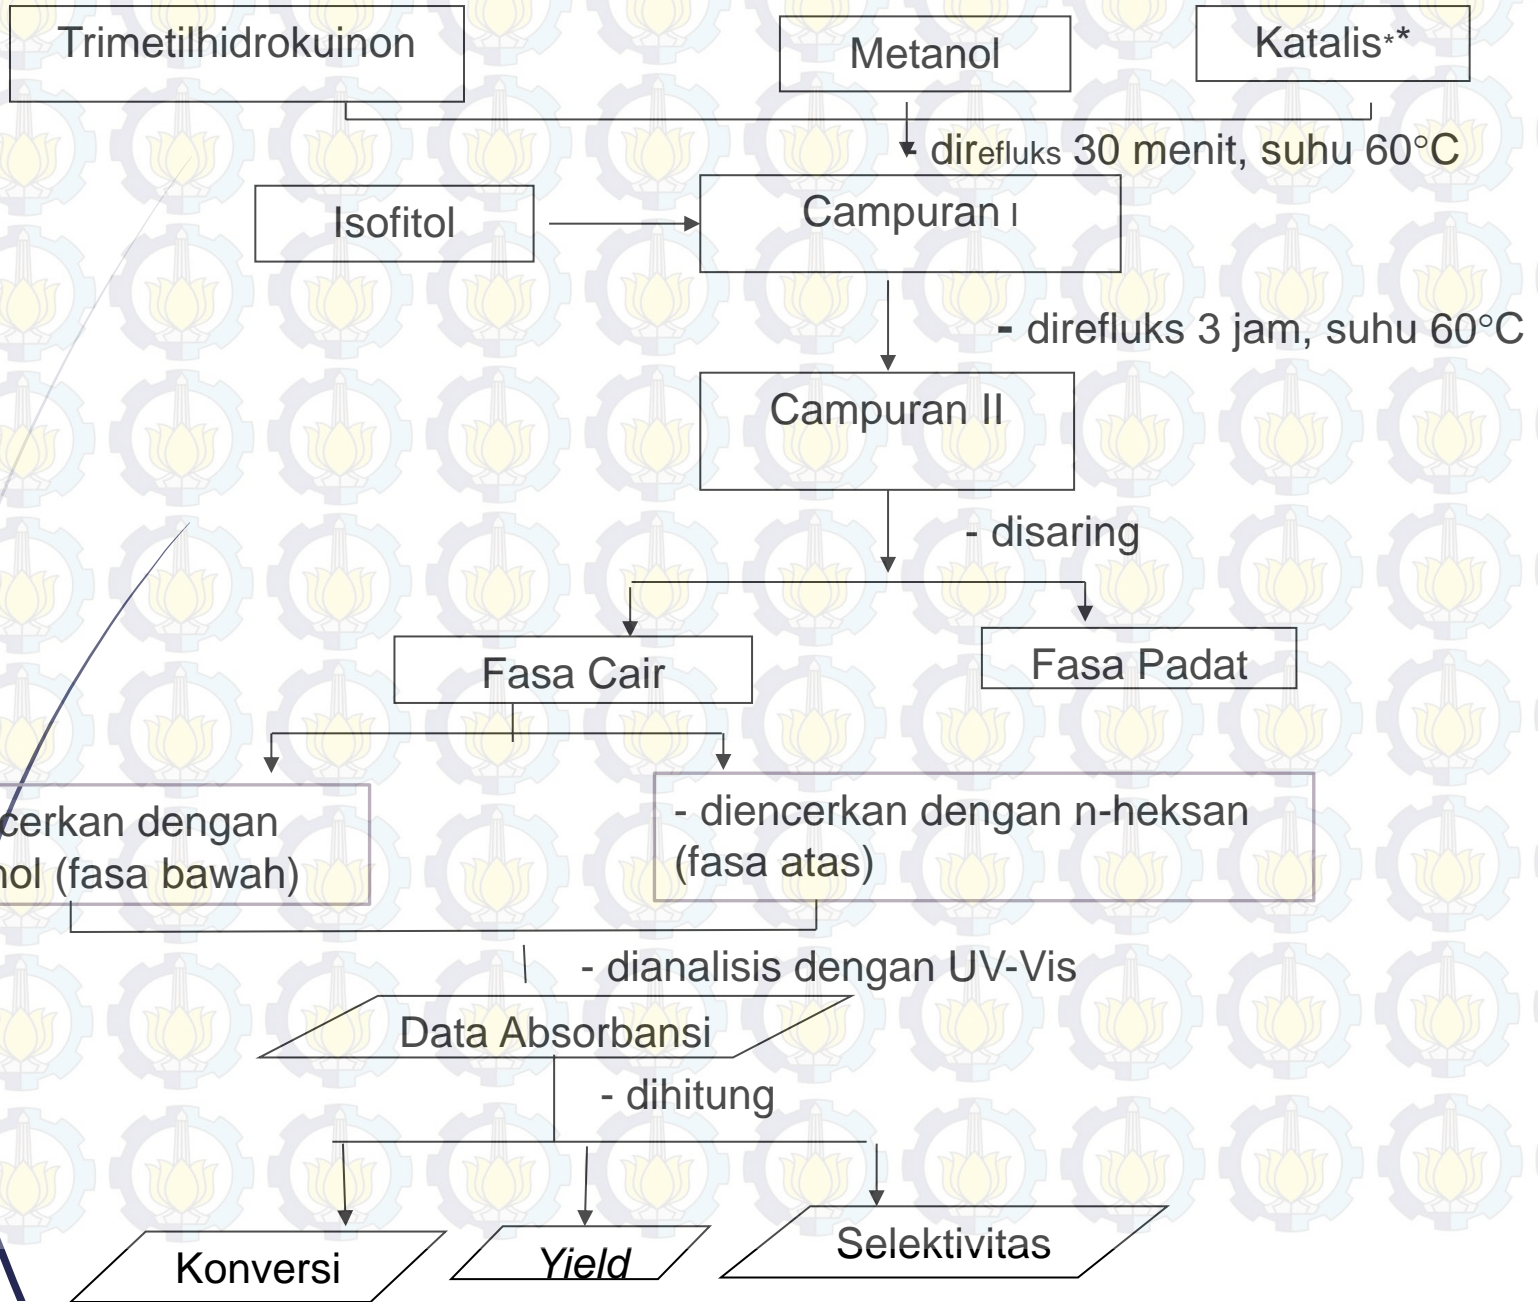 Trimetilhidrokuinon
Metanol
Katalis**
- direfluks 30 menit, suhu 60°C
Isofitol
Campuran I
- direfluks 3 jam, suhu 60°C
Campuran II
- disaring
Fasa Cair
Fasa Padat
cerkan dengan
nol (fasa bawah)
- diencerkan dengan n-heksan
(fasa atas)
- dianalisis dengan UV-Vis
Data Absorbansi
- dihitung
Konversi
Yield
Selektivitas